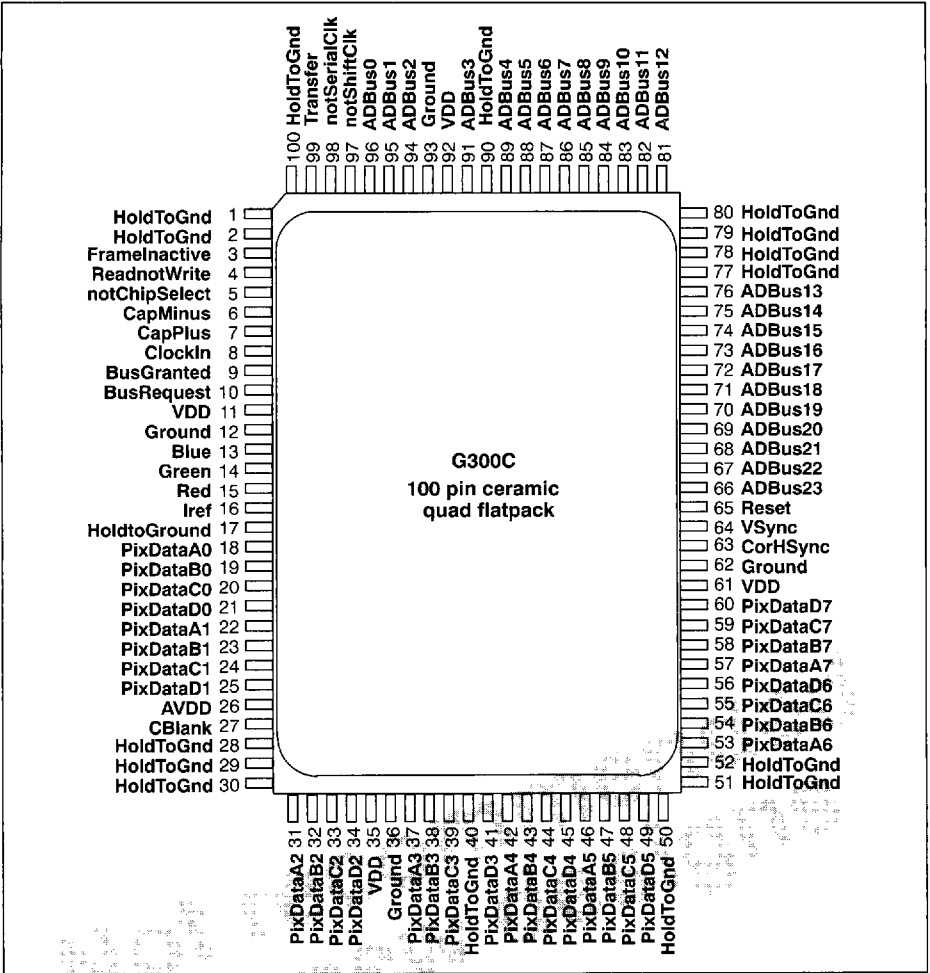 100 HoldToGnd
99 Transfer
98 notSerialClk
97 notShiftClk
96 ADBus0
95 ADBus1
94 ADBus2
93 Ground
92 VDD
91 ADBus3
90 HoldToGnd
89 ADBus4
88 ADBus5
87 ADBus6
86 ADBus7
85 ADBus8
84 ADBus9
83 ADBus10
82 ADBus11
81 ADBus12
HoldToGnd 1
HoldToGnd 2
FrameInactive 3
ReadnotWrite 4
notChipSelect 5
CapMinus 6
CapPlus 7
ClockIn 8
BusGranted 9
BusRequest 10
VDD 11
Ground 12
Blue 13
Green 14
Red 15
Iref 16
HoldtoGround 17
PixDataA0 18
PixDataB0 19
PixDataC0 20
PixDataD0 21
PixDataA1 22
PixDataB1 23
PixDataC1 24
PixDataD1 25
AVDD 26
CBlank 27
HoldToGnd 28
HoldToGnd 29
HoldToGnd 30
G300C
100 pin ceramic
quad flatpack
80 HoldToGnd
79 HoldToGnd
78 HoldToGnd
77 HoldToGnd
76 ADBus13
75 ADBus14
74 ADBus15
73 ADBus16
72 ADBus17
71 ADBus18
70 ADBus19
69 ADBus20
68 ADBus21
67 ADBus22
66 ADBus23
65 Reset
64 VSync
63 CorHSync
62 Ground
61 VDD
60 PixDataD7
59 PixDataC7
58 PixDataB7
57 PixDataA7
56 PixDataD6
55 PixDataC6
54 PixDataB6
53 PixDataA6
52 HoldToGnd
51 HoldToGnd
PixDataA2 31
PixDataB2 32
PixDataC2 33
PixDataD2 34
VDD 35
Ground 36
PixDataA3 37
PixDataB3 38
PixDataC3 39
HoldToGnd 40
PixDataD3 41
PixDataA4 42
PixDataB4 43
PixDataC4 44
PixDataD4 45
PixDataA5 46
PixDataB5 47
PixDataC5 48
PixDataD5 49
HoldToGnd 50